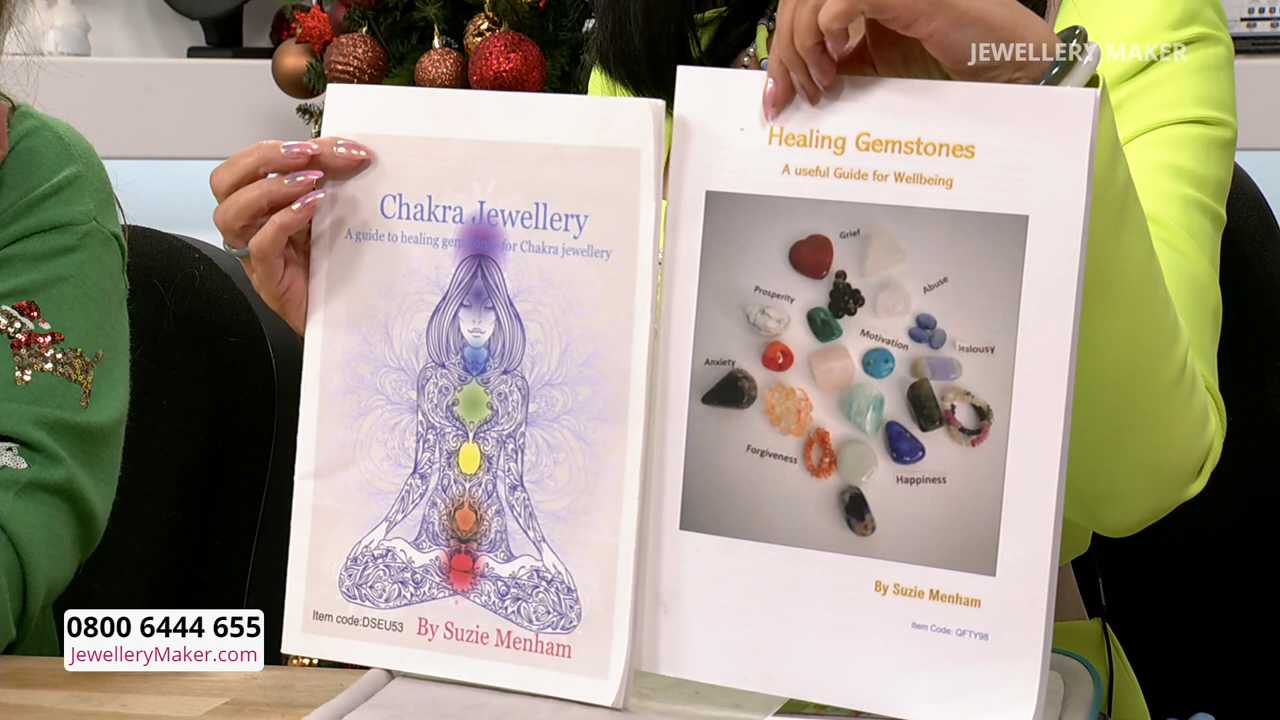 JEWELLERY MAKER
Chakra Jewellery
A guide to healing gemstones for Chakra jewellery
Item code:DSEU53
By Suzie Menham
Healing Gemstones
A useful Guide for Wellbeing
Grief
Abuse
Prosperity
Motivation
Jealousy
Anxiety
Forgiveness
Happiness
By Suzie Menham
Item Code: QFTY98
0800 6444 655
JewelleryMaker.com